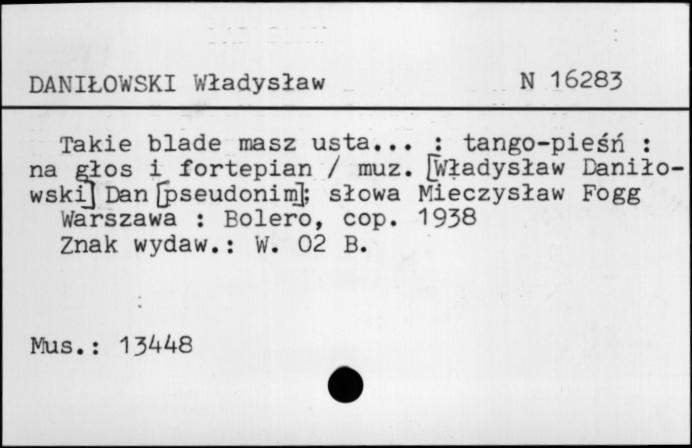 DANIŁOWSKI Władysław N 16283
Takie blade masz usta... : tango-pieśń :
na głos i fortepian / muz. [Władysław Daniło-
wski] Dan [pseudonim]; słowa Mieczysław Fogg
Warszawa : Bolero, cop. 1938
Znak wydaw.: W. 02 B.
Mus.: 13448